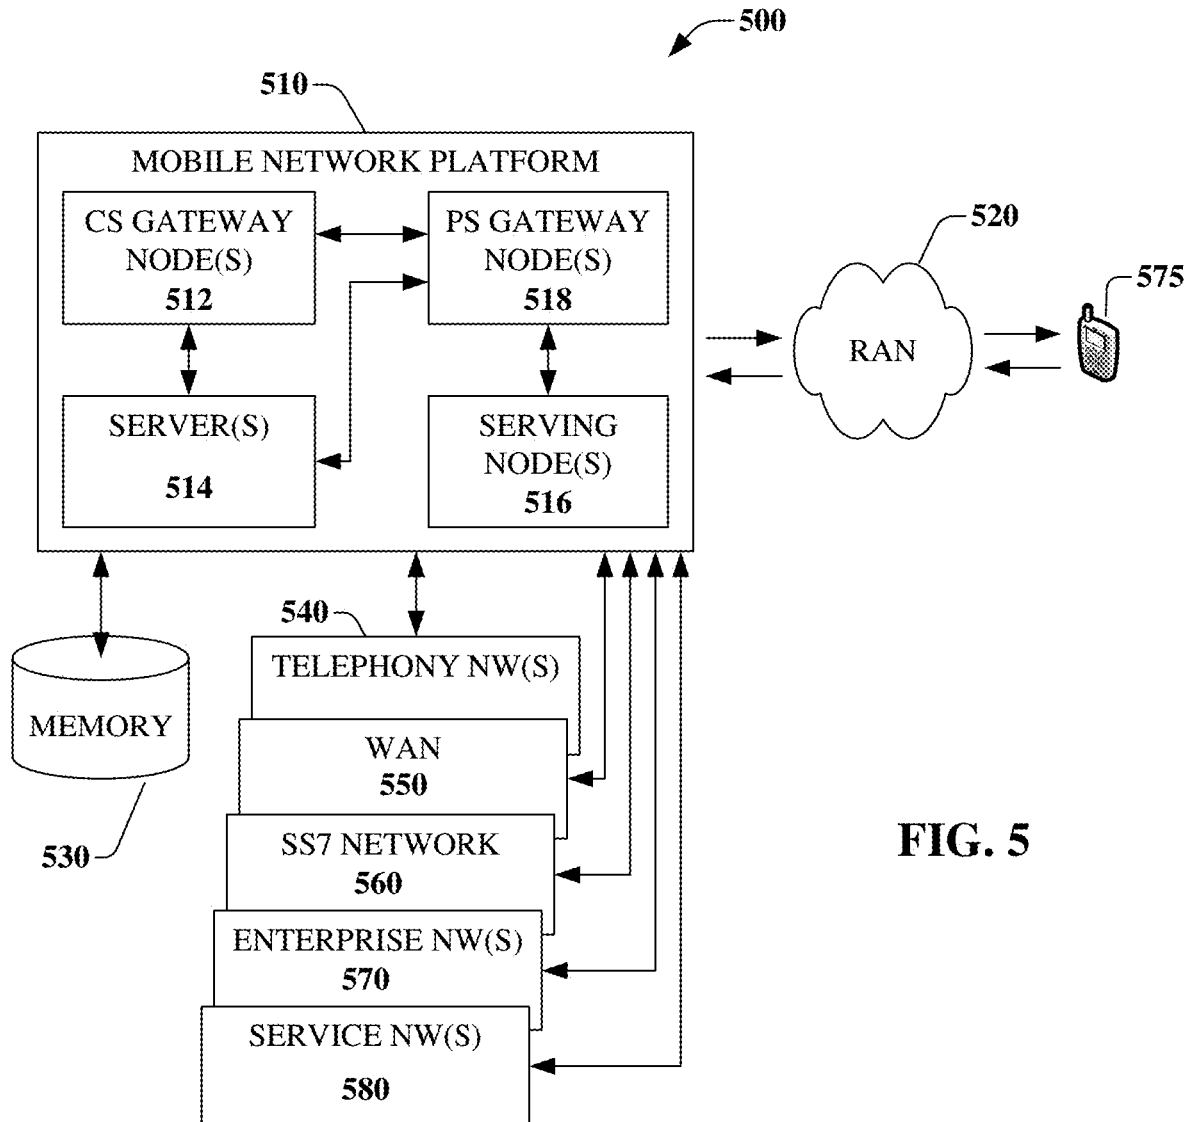 500
510
MOBILE NETWORK PLATFORM
CS GATEWAY
NODE(S)
512
PS GATEWAY
NODE(S)
518
SERVER(S)
514
SERVING
NODE(S)
516
520
RAN
575
540
TELEPHONY NW(S)
MEMORY
530
WAN
550
SS7 NETWORK
560
ENTERPRISE NW(S)
570
SERVICE NW(S)
580
FIG. 5